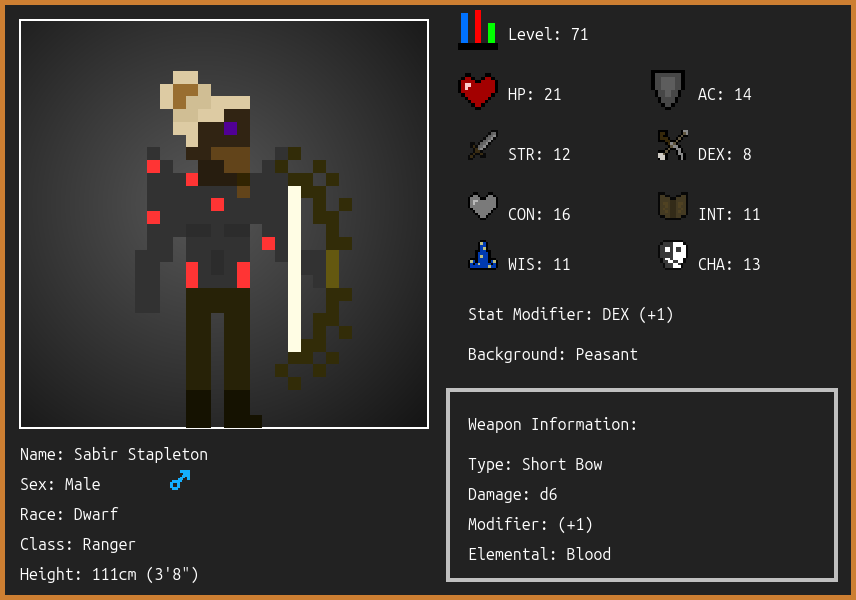 Level: 71
HP: 21
AC: 14
STR: 12
DEX: 8
CON: 16
INT: 11
WIS: 11
CHA: 13
Stat Modifier: DEX (+1)
Background: Peasant
Weapon Information:
Type: Short Bow
Damage: d6
Modifier: (+1)
Elemental: Blood
Name: Sabir Stapleton
Sex: Male
Race: Dwarf
Class: Ranger
Height: 111cm (3'8")